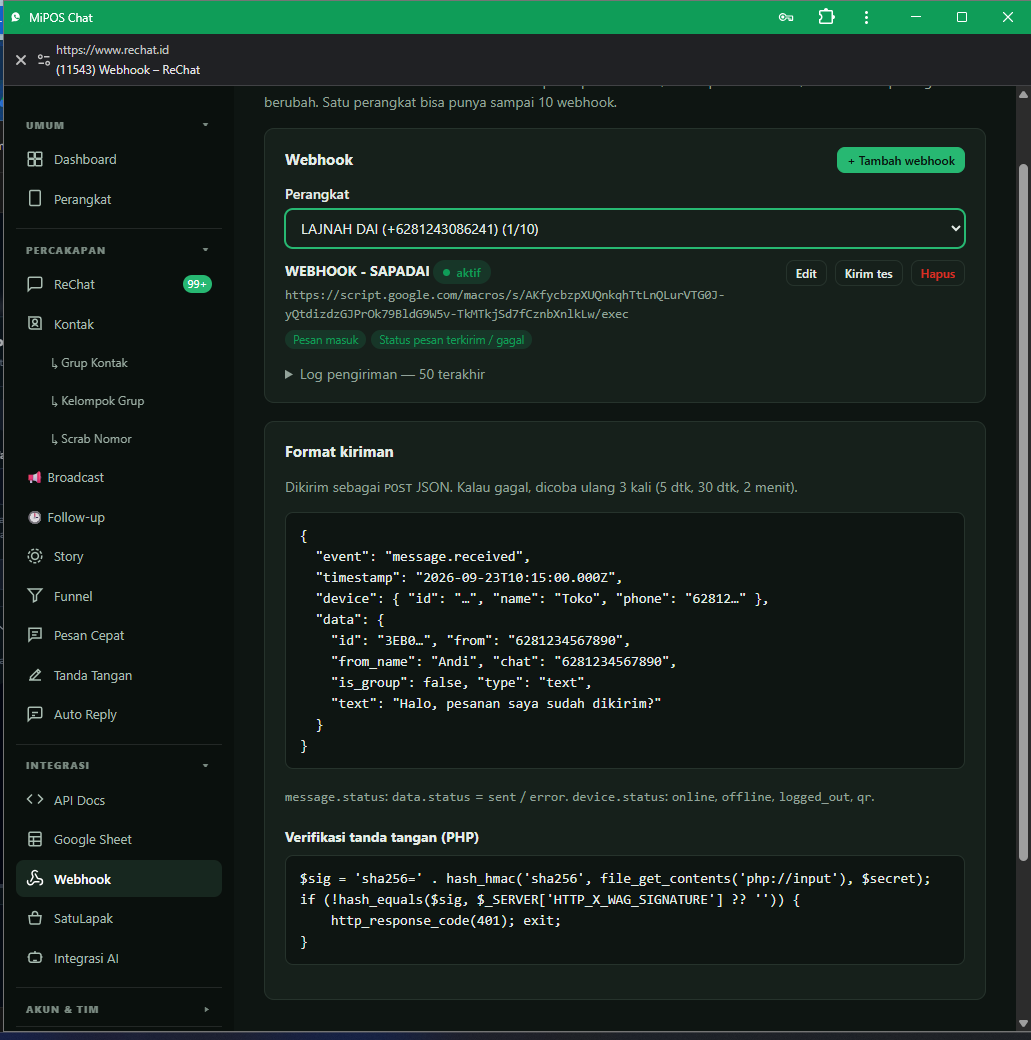 MiPOS Chat
https://www.rechat.id
(11543) Webhook – ReChat
UMUM
Dashboard
Perangkat
PERCAKAPAN
ReChat
99+
Kontak
↳ Grup Kontak
↳ Kelompok Grup
↳ Scrab Nomor
Broadcast
Follow-up
Story
Funnel
Pesan Cepat
Tanda Tangan
Auto Reply
INTEGRASI
API Docs
Google Sheet
Webhook
SatuLapak
Integrasi AI
AKUN & TIM
berubah. Satu perangkat bisa punya sampai 10 webhook.
Webhook
+ Tambah webhook
Perangkat
LAJNAH DAI (+6281243086241) (1/10)
WEBHOOK - SAPADAI
aktif
Edit
Kirim tes
Hapus
https://script.google.com/macros/s/AKfycbzpXUQnkqhTtLnQLurVTG0J-
yQtdizdzGJPrOk79BldG9W5v-TkMTkjSd7fCznbXnlkLw/exec
Pesan masuk
Status pesan terkirim / gagal
Log pengiriman — 50 terakhir
Format kiriman
Dikirim sebagai POST JSON. Kalau gagal, dicoba ulang 3 kali (5 dtk, 30 dtk, 2 menit).
{
"event": "message.received",
"timestamp": "2026-09-23T10:15:00.000Z",
"device": { "id": "…", "name": "Toko", "phone": "62812…" },
"data": {
"id": "3EB0…", "from": "6281234567890",
"from_name": "Andi", "chat": "6281234567890",
"is_group": false, "type": "text",
"text": "Halo, pesanan saya sudah dikirim?"
}
}
message.status: data.status = sent / error. device.status: online, offline, logged_out, qr.
Verifikasi tanda tangan (PHP)
$sig = 'sha256=' . hash_hmac('sha256', file_get_contents('php://input'), $secret);
if (!hash_equals($sig, $_SERVER['HTTP_X_WAG_SIGNATURE'] ?? '')) {
http_response_code(401); exit;
}